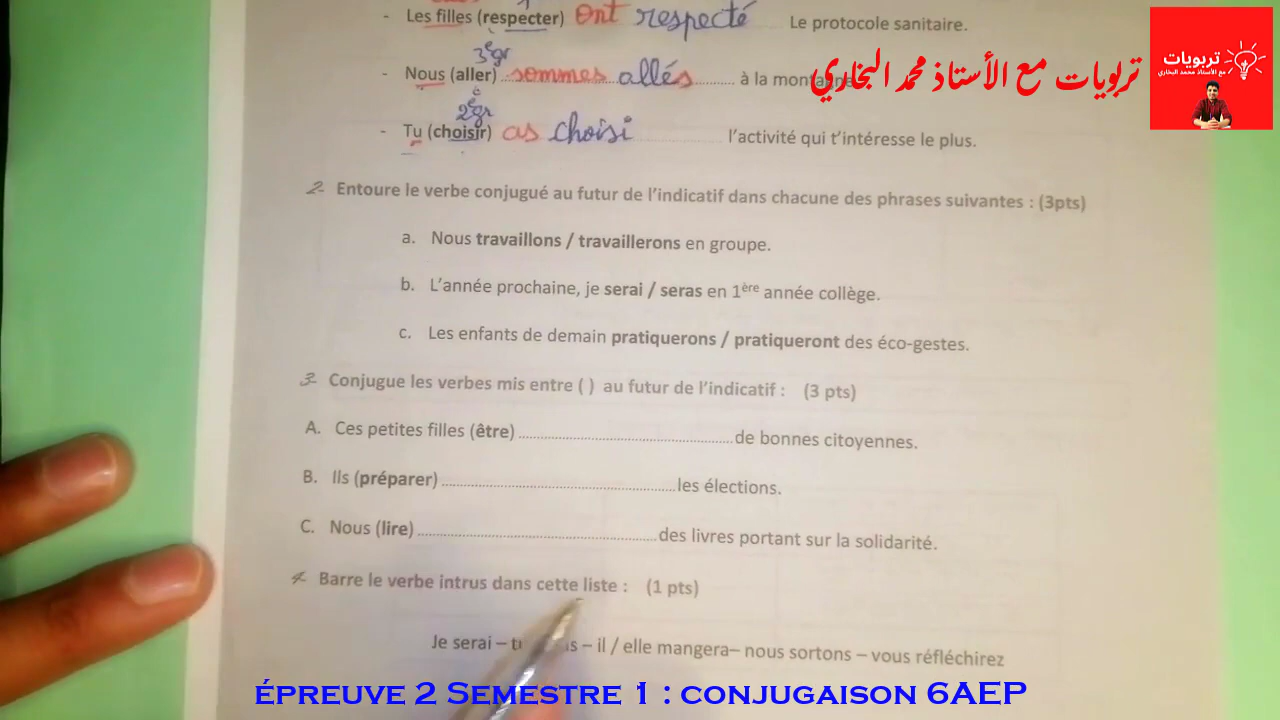 - Les filles (respecter) ont respecté Le protocole sanitaire.
3e gr
- Nous (aller) sommes allés à la montagne
2e gr
- Tu (choisir) as choisi l'activité qui t'intéresse le plus.
تربويات مع الأستاذ محمد البخاري
تربويات
مع الأستاذ محمد البخاري
2- Entoure le verbe conjugué au futur de l'indicatif dans chacune des phrases suivantes : (3pts)
a. Nous travaillons / travaillerons en groupe.
b. L'année prochaine, je serai / seras en 1ère année collège.
c. Les enfants de demain pratiquerons / pratiqueront des éco-gestes.
3- Conjugue les verbes mis entre ( ) au futur de l'indicatif : (3 pts)
A. Ces petites filles (être) ........................ de bonnes citoyennes.
B. Ils (préparer) ........................ les élections.
C. Nous (lire) ........................ des livres portant sur la solidarité.
4- Barre le verbe intrus dans cette liste : (1 pts)
Je serai – – il / elle mangera– nous sortons – vous réfléchirez
épreuve 2 Semestre 1 : conjugaison 6AEP